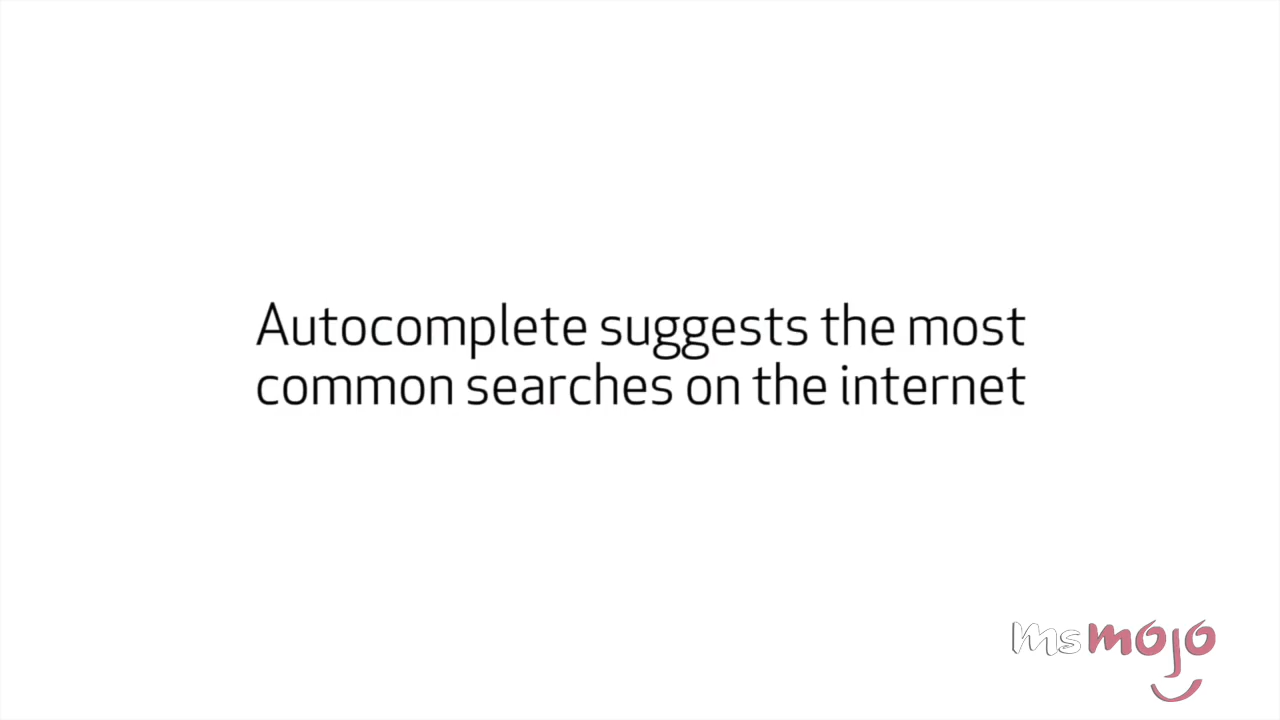 Autocomplete suggests the most
common searches on the internet
msmojo